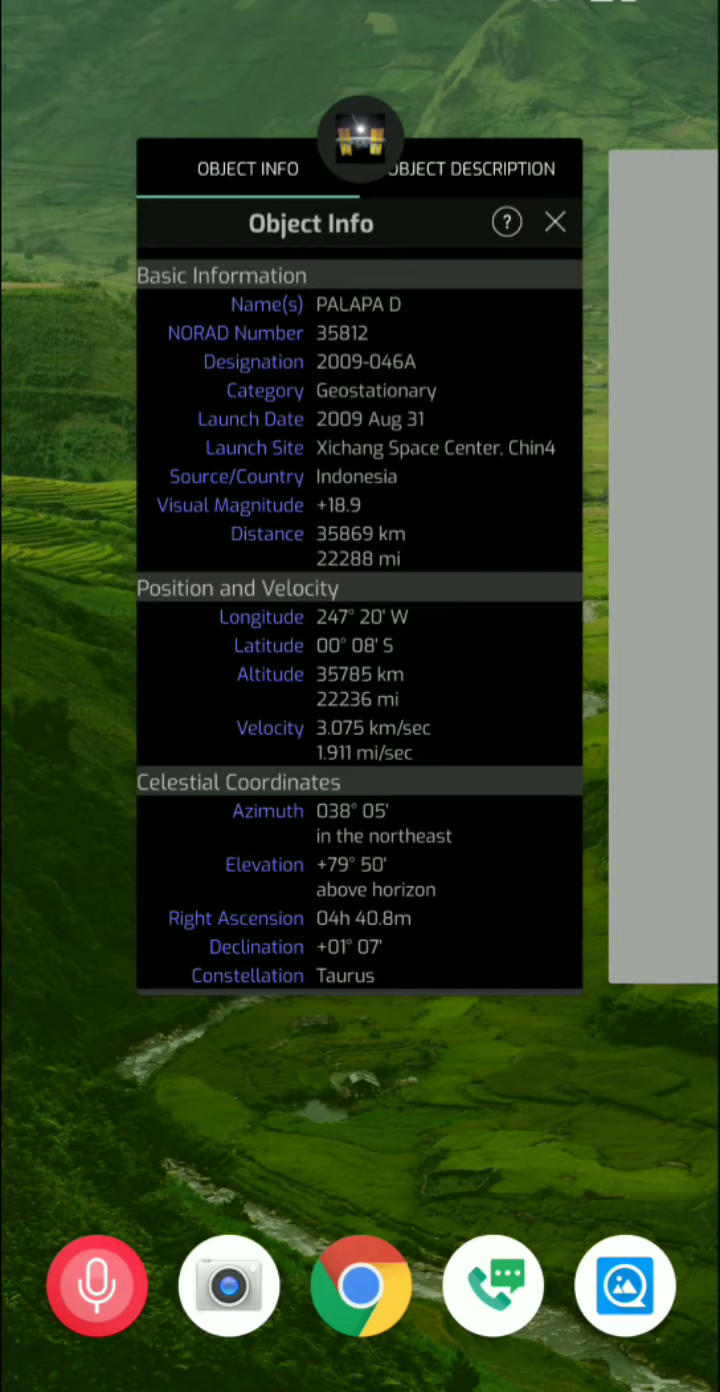 OBJECT INFO
OBJECT DESCRIPTION
Object Info
?
Basic Information
Name(s) PALAPA D
NORAD Number 35812
Designation 2009-046A
Category Geostationary
Launch Date 2009 Aug 31
Launch Site Xichang Space Center, Chin4
Source/Country Indonesia
Visual Magnitude +18.9
Distance 35869 km
22288 mi
Position and Velocity
Longitude 247° 20' W
Latitude 00° 08' S
Altitude 35785 km
22236 mi
Velocity 3.075 km/sec
1.911 mi/sec
Celestial Coordinates
Azimuth 038° 05'
in the northeast
Elevation +79° 50'
above horizon
Right Ascension 04h 40.8m
Declination +01° 07'
Constellation Taurus